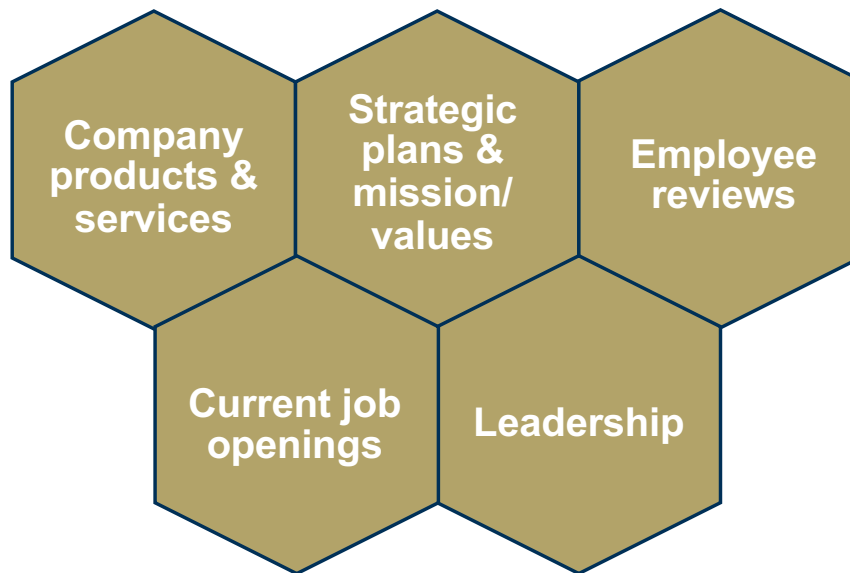 Company
products &
services
Strategic
plans &
mission/
values
Employee
reviews
Current job
openings
Leadership